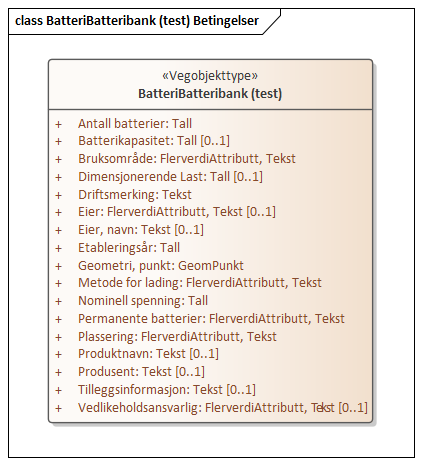 class BatteriBatteribank (test) Betingelser
«Vegobjekttype»
BatteriBatteribank (test)
+ Antall batterier: Tall
+ Batterikapasitet: Tall [0..1]
+ Bruksområde: FlerverdiAttributt, Tekst
+ Dimensjonerende Last: Tall [0..1]
+ Driftsmerking: Tekst
+ Eier: FlerverdiAttributt, Tekst [0..1]
+ Eier, navn: Tekst [0..1]
+ Etableringsår: Tall
+ Geometri, punkt: GeomPunkt
+ Metode for lading: FlerverdiAttributt, Tekst
+ Nominell spenning: Tall
+ Permanente batterier: FlerverdiAttributt, Tekst
+ Plassering: FlerverdiAttributt, Tekst
+ Produktnavn: Tekst [0..1]
+ Produsent: Tekst [0..1]
+ Tilleggsinformasjon: Tekst [0..1]
+ Vedlikeholdsansvarlig: FlerverdiAttributt, Tekst [0..1]